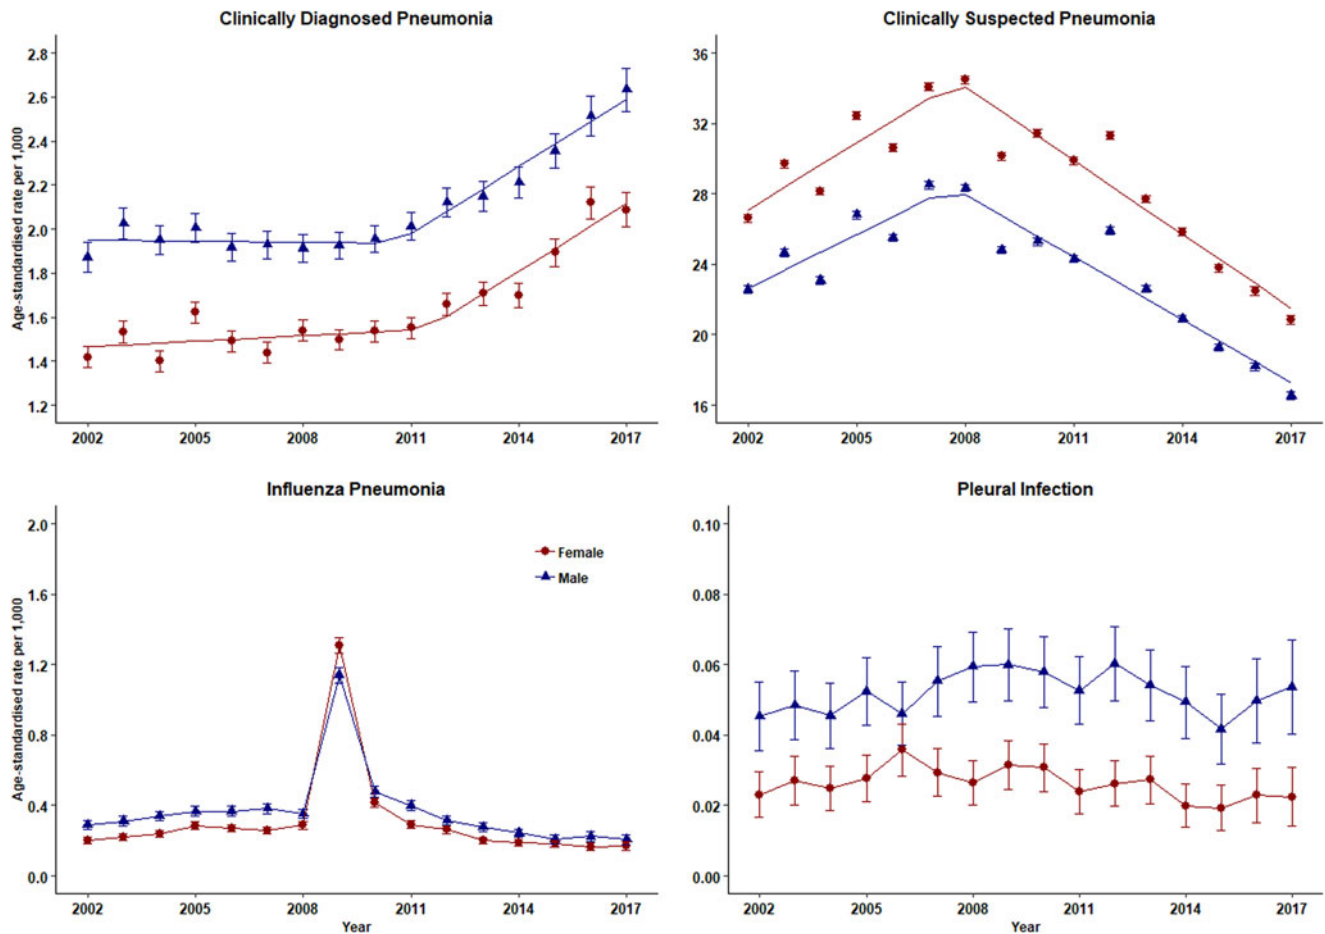 Clinically Diagnosed Pneumonia
Age-standardised rate per 1,000
2.8
2.6
2.4
2.2
2.0
1.8
1.6
1.4
1.2
2002 2005 2008 2011 2014 2017
Clinically Suspected Pneumonia
36
32
28
24
20
16
2002 2005 2008 2011 2014 2017
Influenza Pneumonia
Age-standardised rate per 1,000
2.0
1.6
1.2
0.8
0.4
0.0
Female
Male
2002 2005 2008 2011 2014 2017
Year
Pleural Infection
0.10
0.08
0.06
0.04
0.02
0.00
2002 2005 2008 2011 2014 2017
Year